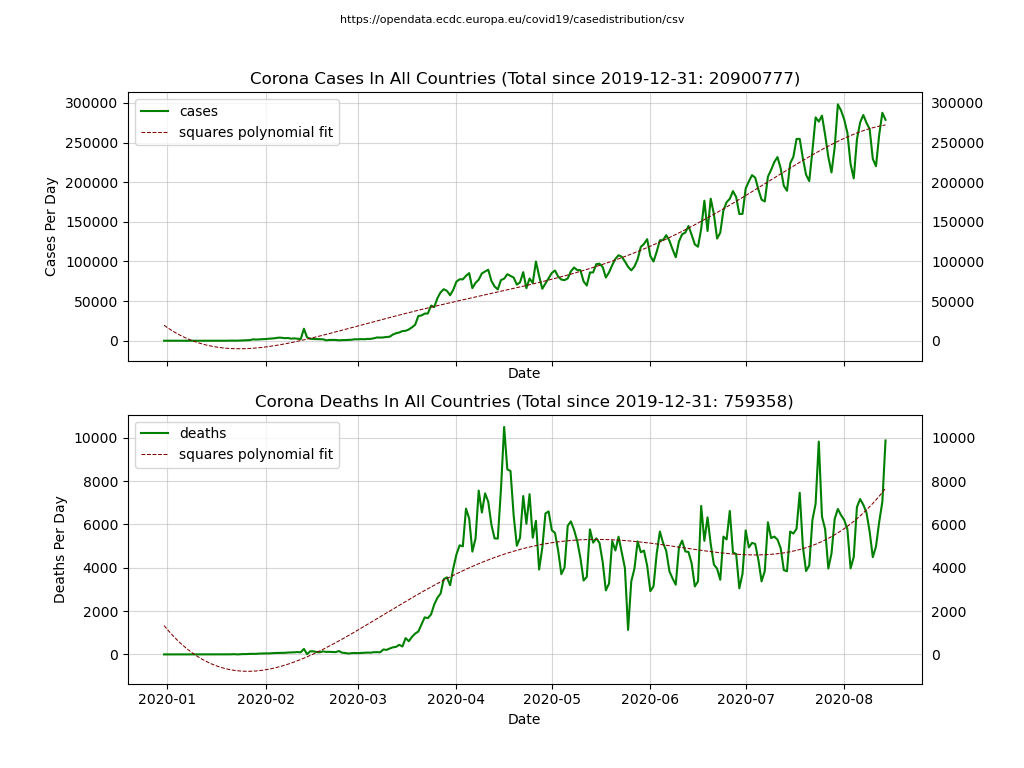 https://opendata.ecdc.europa.eu/covid19/casedistribution/csv
Corona Cases In All Countries (Total since 2019-12-31: 20900777)
300000
250000
200000
150000
100000
50000
0
Cases Per Day
cases
squares polynomial fit
300000
250000
200000
150000
100000
50000
0
Date
Corona Deaths In All Countries (Total since 2019-12-31: 759358)
10000
8000
6000
4000
2000
0
Deaths Per Day
deaths
squares polynomial fit
10000
8000
6000
4000
2000
0
2020-01 2020-02 2020-03 2020-04 2020-05 2020-06 2020-07 2020-08
Date